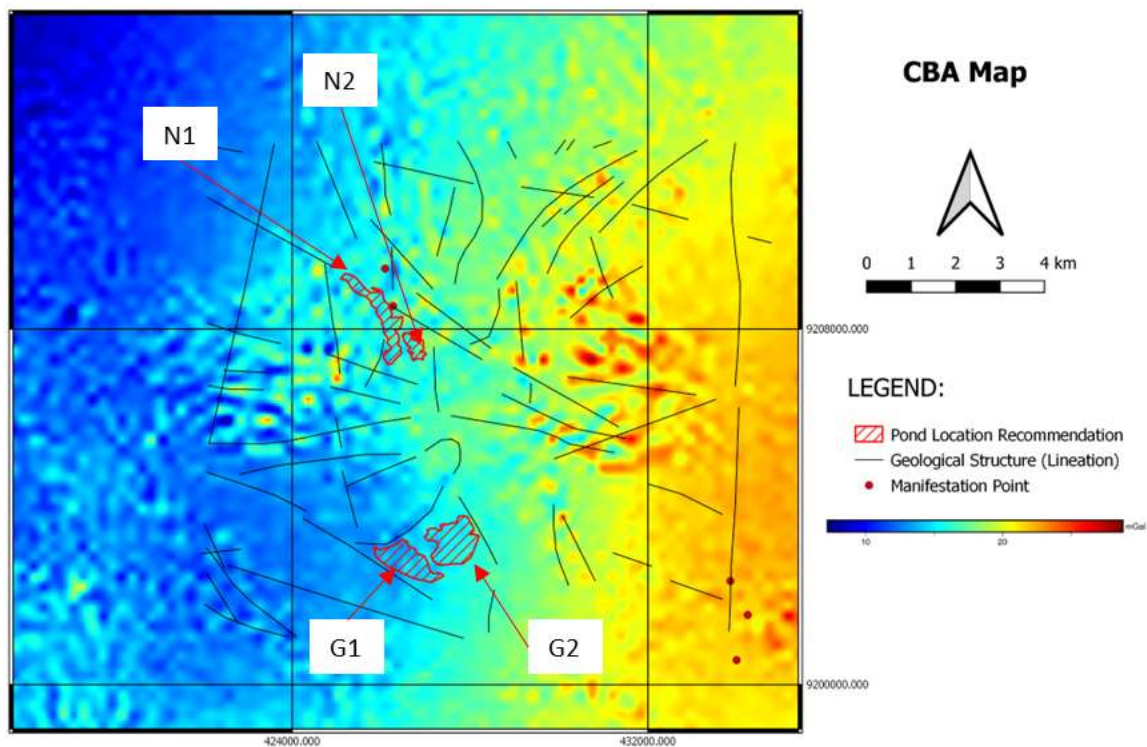 CBA Map
N2
N1
0 1 2 3 4 km
9208000.000
LEGEND:
Pond Location Recommendation
Geological Structure (Lineation)
Manifestation Point
mGal
10 20
G1
G2
9200000.000
424000.000 432000.000